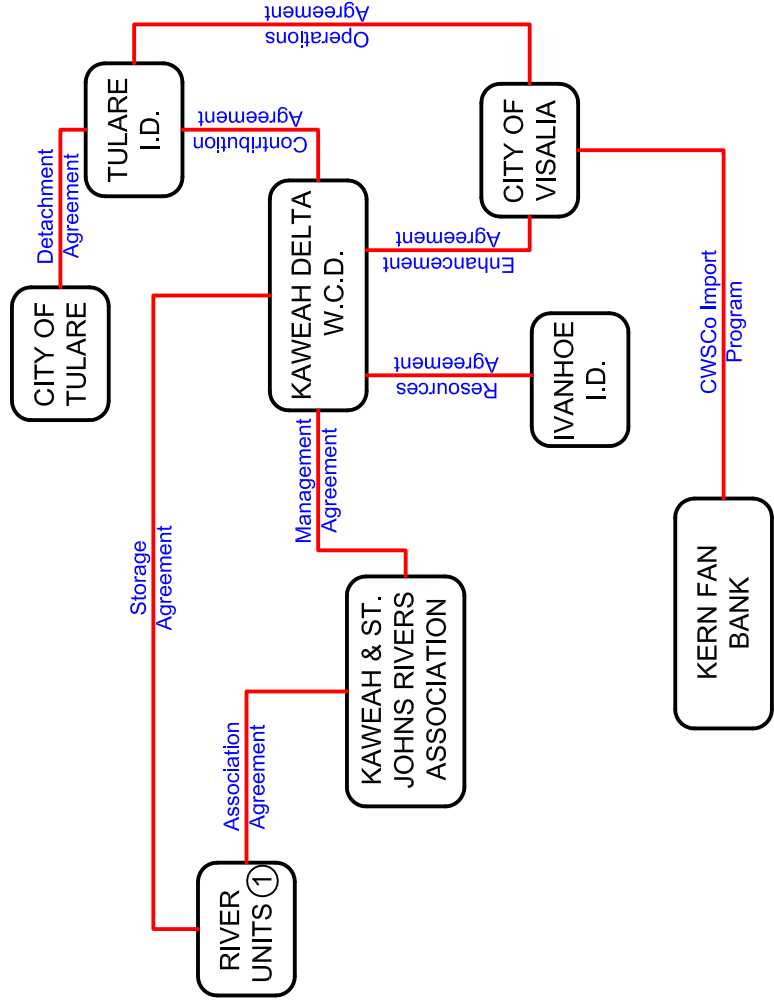 CITY OF
TULARE
Detachment
Agreement
TULARE
I.D.
Operations
Agreement
Contribution
Agreement
Storage
Agreement
KAWEAH DELTA
W.C.D.
Enhancement
Agreement
CITY OF
VISALIA
Resources
Agreement
IVANHOE
I.D.
Management
Agreement
RIVER
UNITS 1
Association
Agreement
KAWEAH & ST.
JOHNS RIVERS
ASSOCIATION
CWSCo Import
Program
KERN FAN
BANK